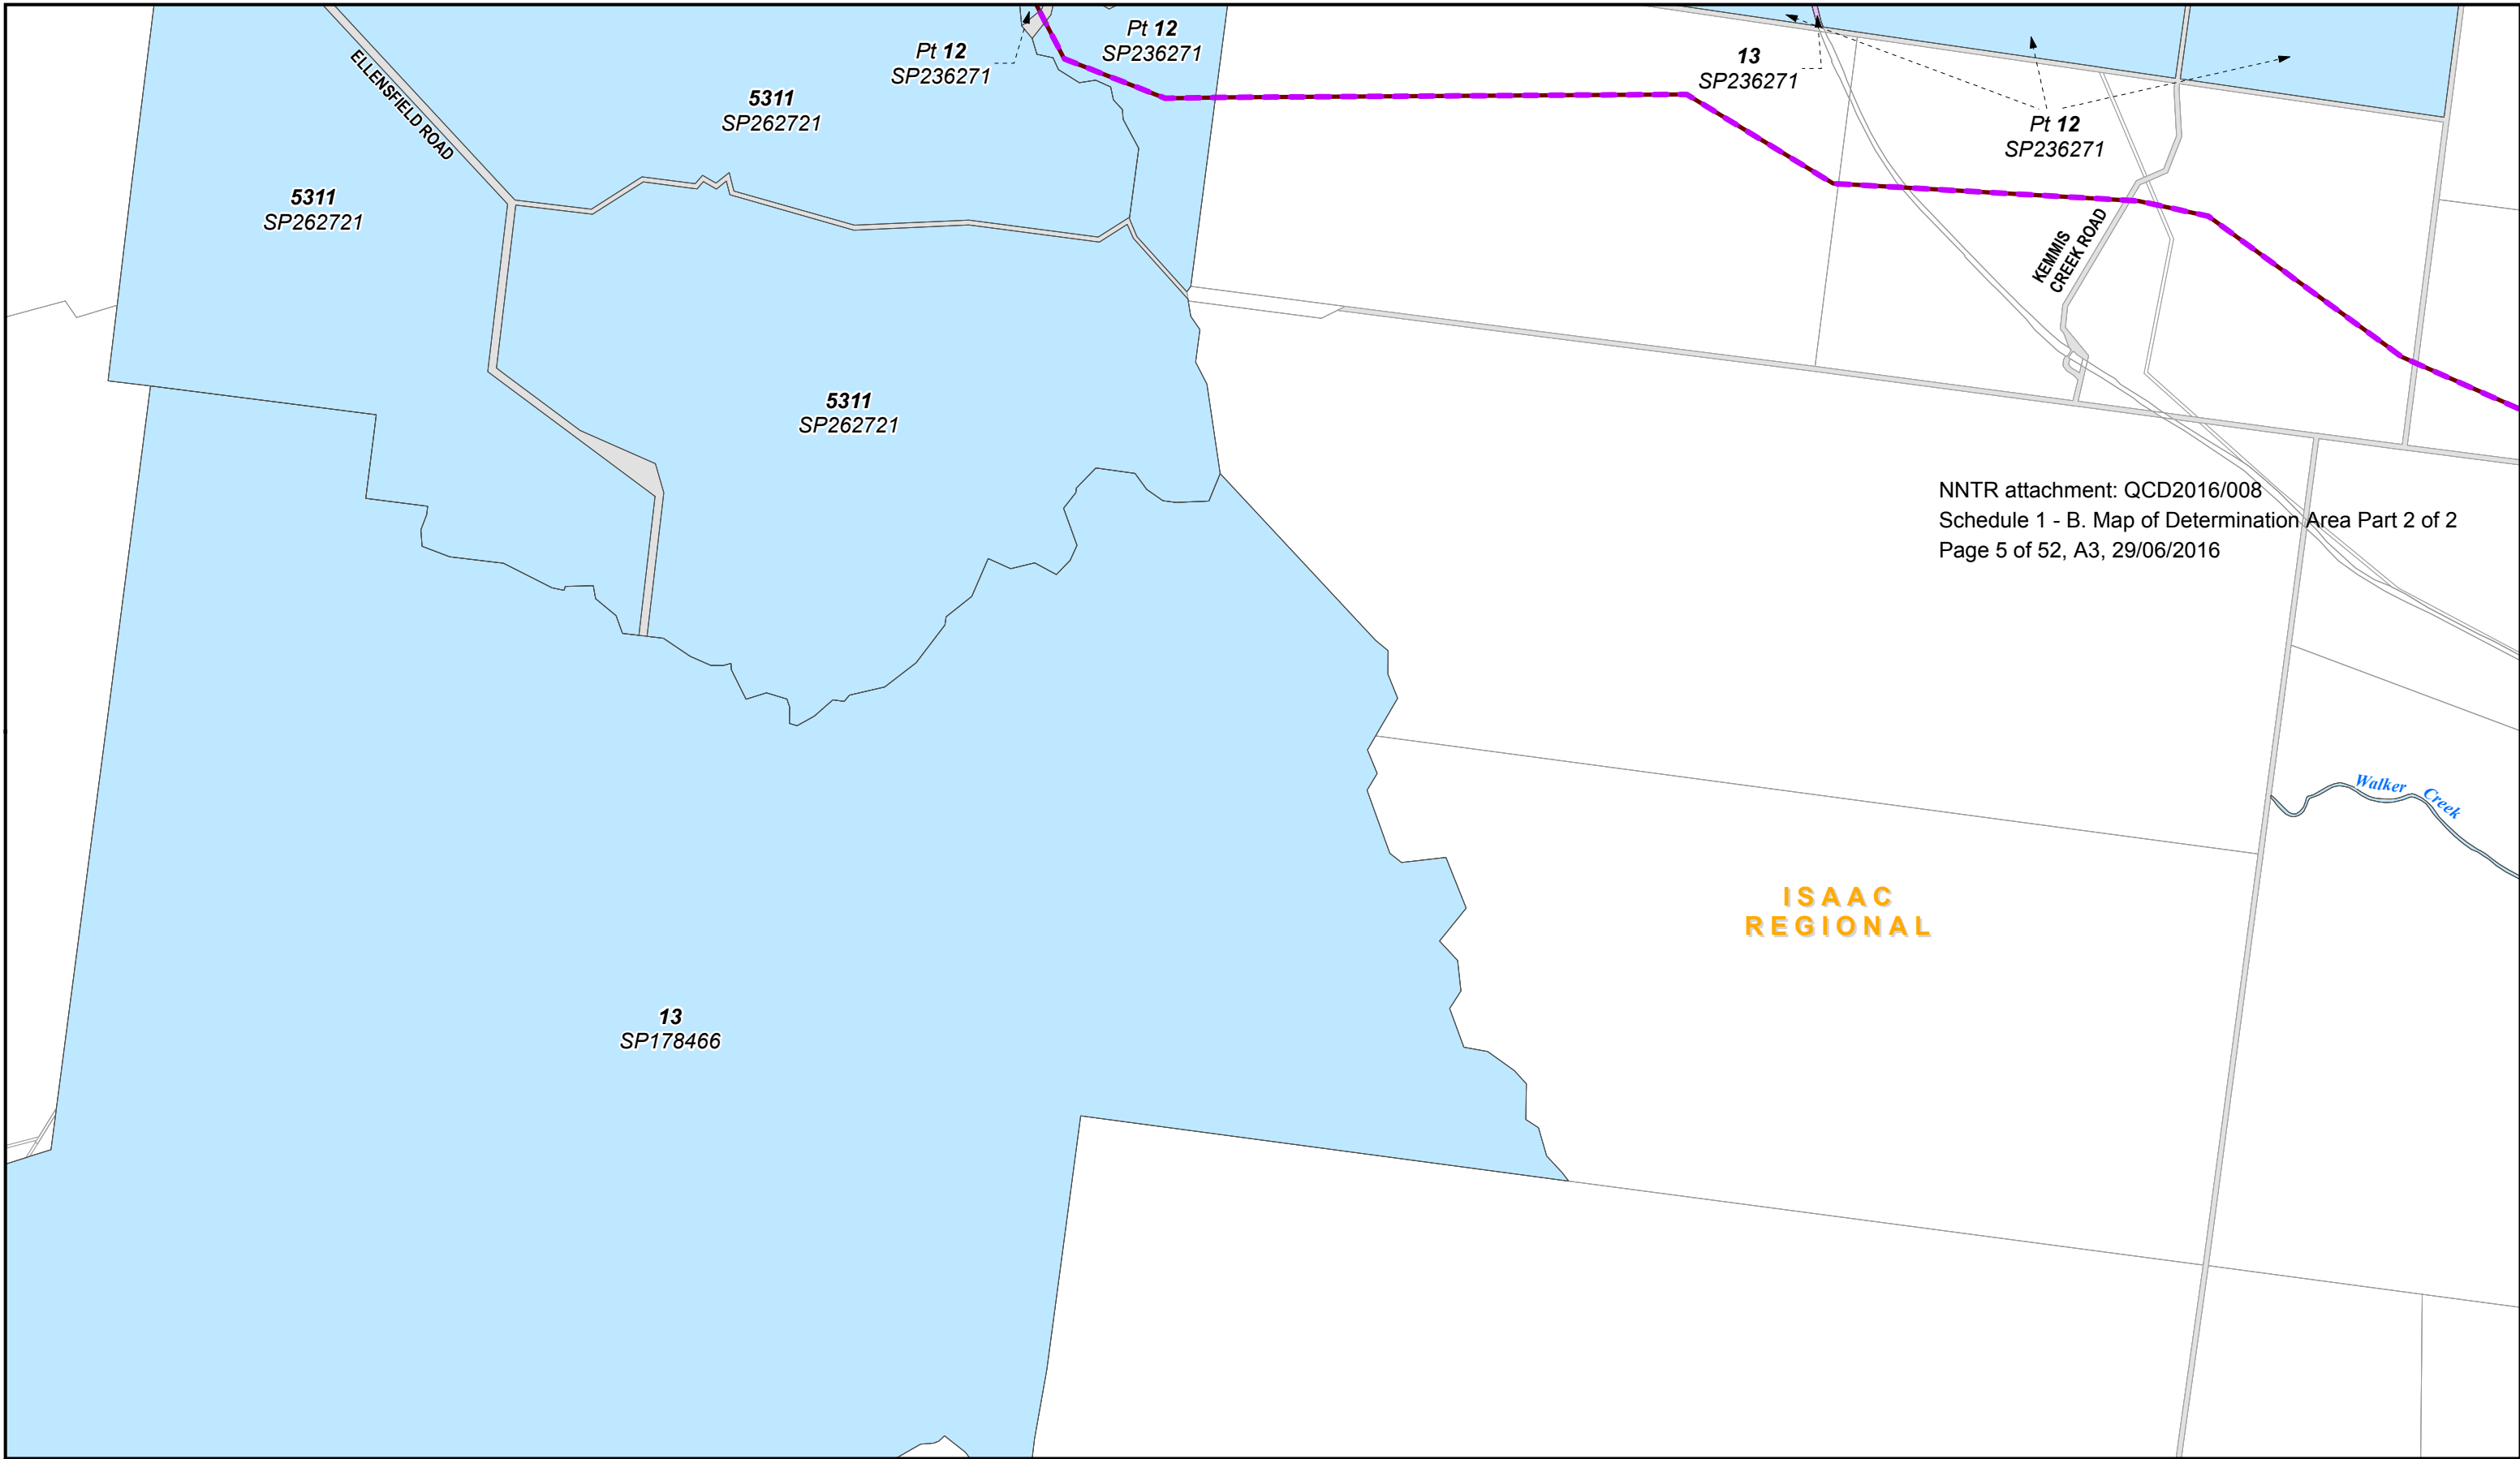 Pt 12
SP236271
Pt 12
SP236271
13
SP236271
ELLENSFIELD ROAD
5311
SP262721
Pt 12
SP236271
5311
SP262721
KEMMIS
CREEK ROAD
5311
SP262721
NNTR attachment: QCD2016/008
Schedule 1 - B. Map of Determination Area Part 2 of 2
Page 5 of 52, A3, 29/06/2016
Walker Creek
ISAAC
REGIONAL
13
SP178466